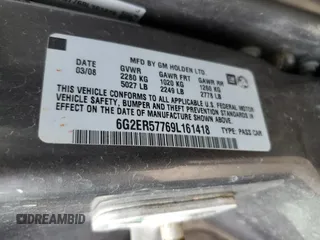 MFD BY GM HOLDEN LTD.
DATE GVWR GAWR FRT GAWR RR
03/08 2280 KG 1020 KG 1260 KG
5027 LB 2249 LB 2778 LB
THIS VEHICLE CONFORMS TO ALL APPLICABLE U.S. FEDERAL MOTOR
VEHICLE SAFETY, BUMPER, AND THEFT PREVENTION STANDARDS IN
EFFECT ON THE DATE OF MANUFACTURE SHOWN ABOVE.
6G2ER57769L161418 TYPE: PASS CAR
GM
© DREAMBID